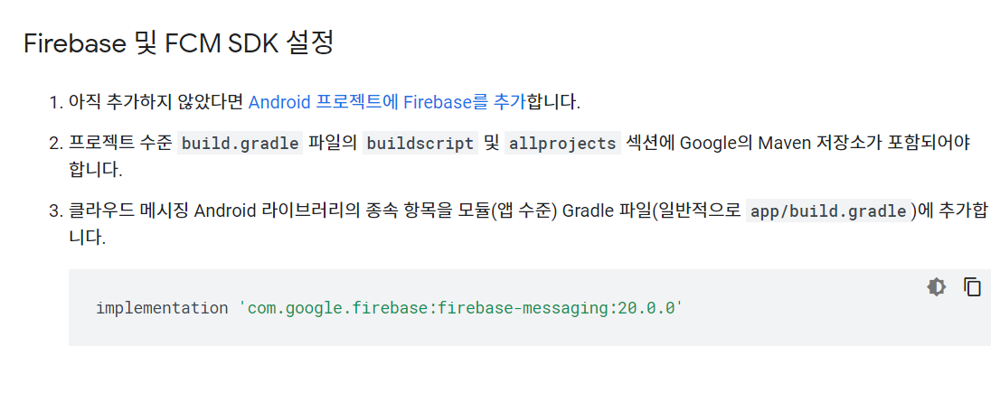 Firebase 및 FCM SDK 설정
1. 아직 추가하지 않았다면 Android 프로젝트에 Firebase를 추가합니다.
2. 프로젝트 수준 build.gradle 파일의 buildscript 및 allprojects 섹션에 Google의 Maven 저장소가 포함되어야
합니다.
3. 클라우드 메시징 Android 라이브러리의 종속 항목을 모듈(앱 수준) Gradle 파일(일반적으로 app/build.gradle)에 추가합
니다.
implementation 'com.google.firebase:firebase-messaging:20.0.0'